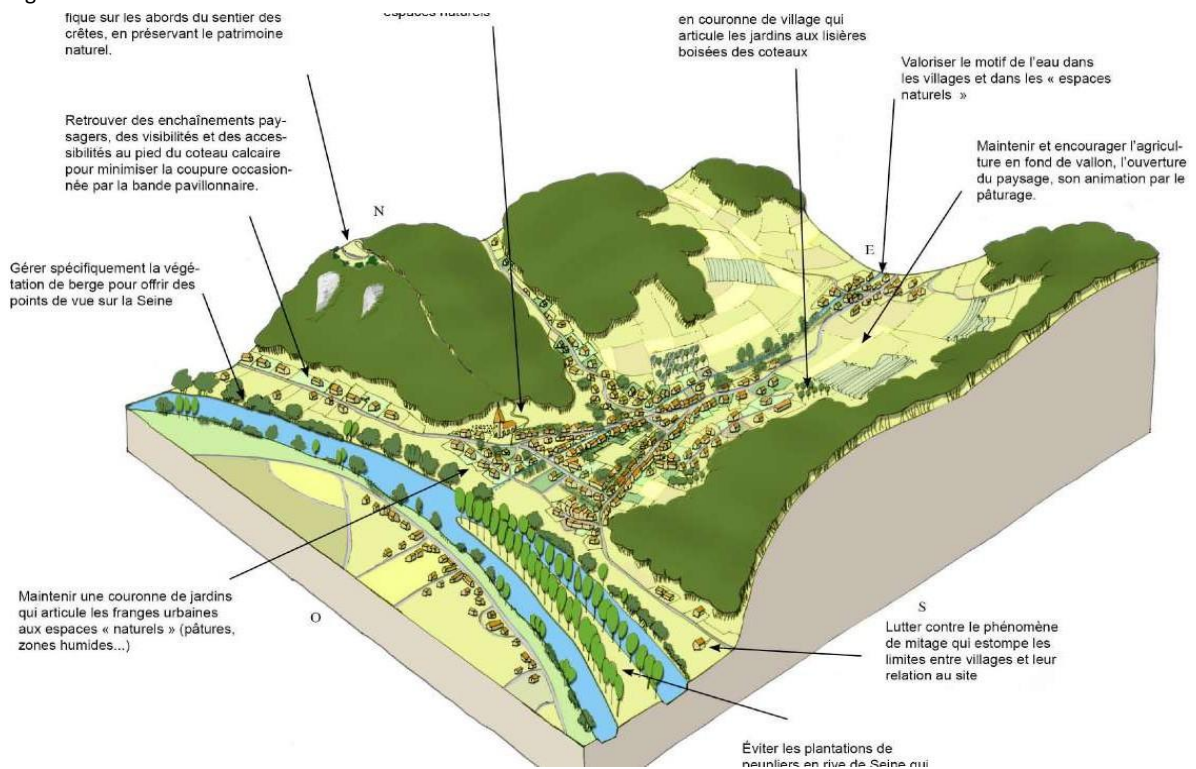 fique sur les abords du sentier des
crêtes, en préservant le patrimoine
naturel.
espaces naturels
en couronne de village qui
articule les jardins aux lisières
boisées des coteaux
Valoriser le motif de l'eau dans
les villages et dans les « espaces
naturels »
Retrouver des enchaînements pay-
sagers, des visibilités et des acces-
sibilités au pied du coteau calcaire
pour minimiser la coupure occasion-
née par la bande pavillonnaire.
Maintenir et encourager l'agricul-
ture en fond de vallon, l'ouverture
du paysage, son animation par le
pâturage.
N
E
Gérer spécifiquement la végé-
tation de berge pour offrir des
points de vue sur la Seine
Maintenir une couronne de jardins
qui articule les franges urbaines
aux espaces « naturels » (pâtures,
zones humides...)
O
S
Lutter contre le phénomène
de mitage qui estompe les
limites entre villages et leur
relation au site
Éviter les plantations de
peupliers en rive de Seine qui